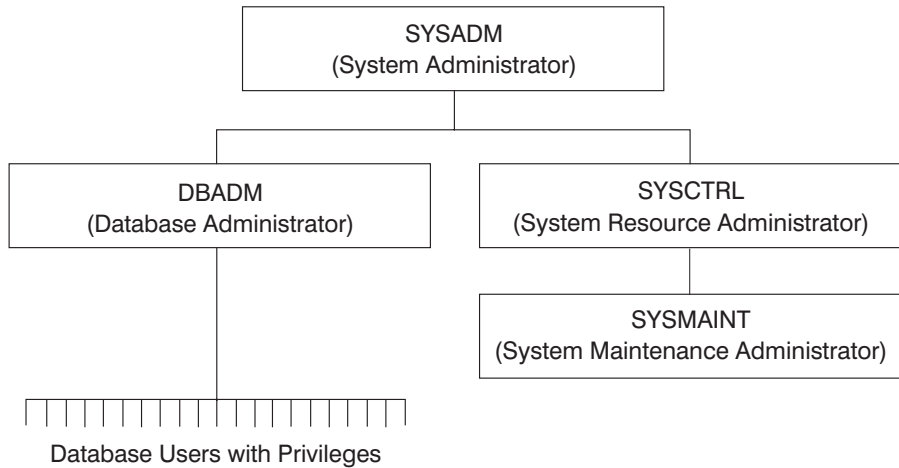 SYSADM
(System Administrator)
DBADM
(Database Administrator)
SYSCTRL
(System Resource Administrator)
SYSMAINT
(System Maintenance Administrator)
Database Users with Privileges